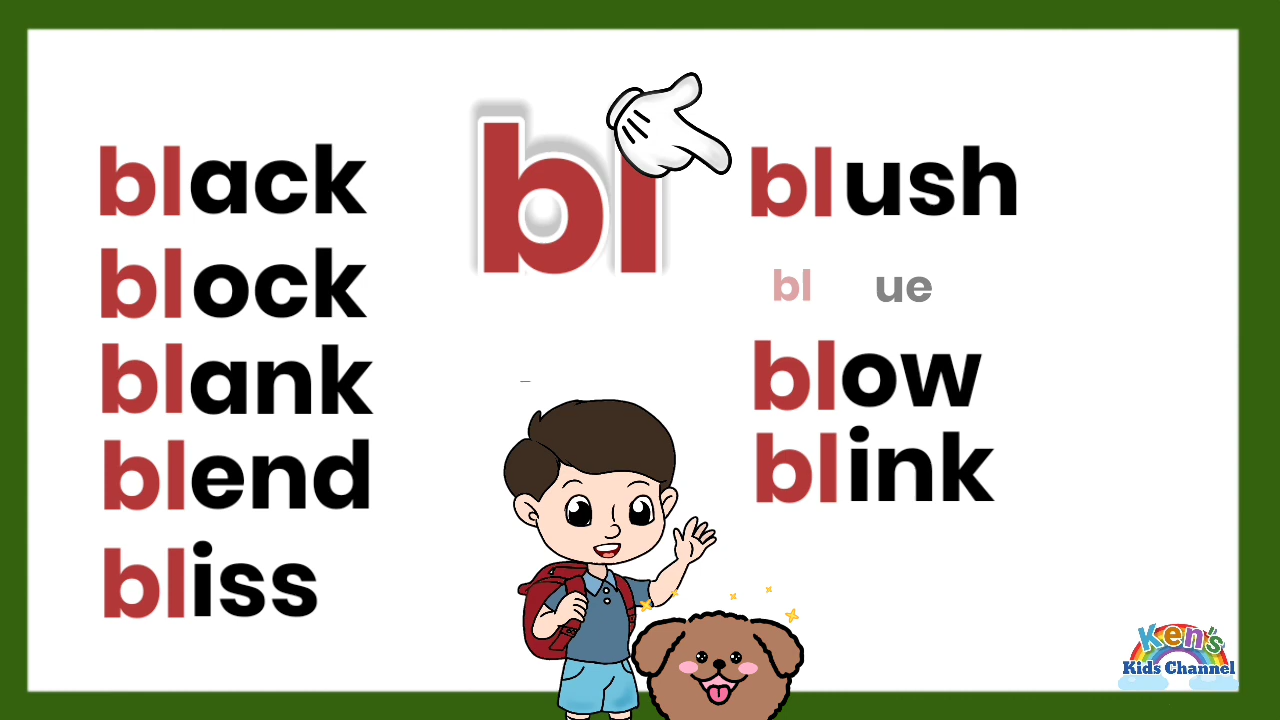 bl
black
block
blank
blend
bliss
blush
bl ue
blow
blink
Ken's
Kids Channel